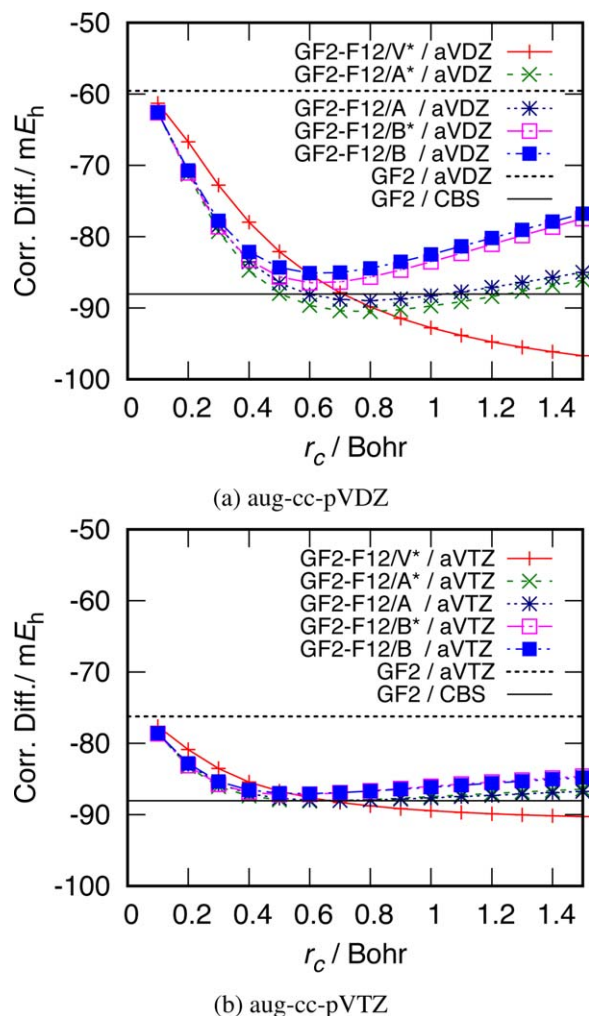 -50
-60
-70
-80
-90
-100
Corr. Diff./ mEh
GF2-F12/V* / aVDZ
GF2-F12/A* / aVDZ
GF2-F12/A / aVDZ
GF2-F12/B* / aVDZ
GF2-F12/B / aVDZ
GF2 / aVDZ
GF2 / CBS
0 0.2 0.4 0.6 0.8 1 1.2 1.4
rc / Bohr
(a) aug-cc-pVDZ
-50
-60
-70
-80
-90
-100
Corr. Diff./ mEh
GF2-F12/V* / aVTZ
GF2-F12/A* / aVTZ
GF2-F12/A / aVTZ
GF2-F12/B* / aVTZ
GF2-F12/B / aVTZ
GF2 / aVTZ
GF2 / CBS
0 0.2 0.4 0.6 0.8 1 1.2 1.4
rc / Bohr
(b) aug-cc-pVTZ